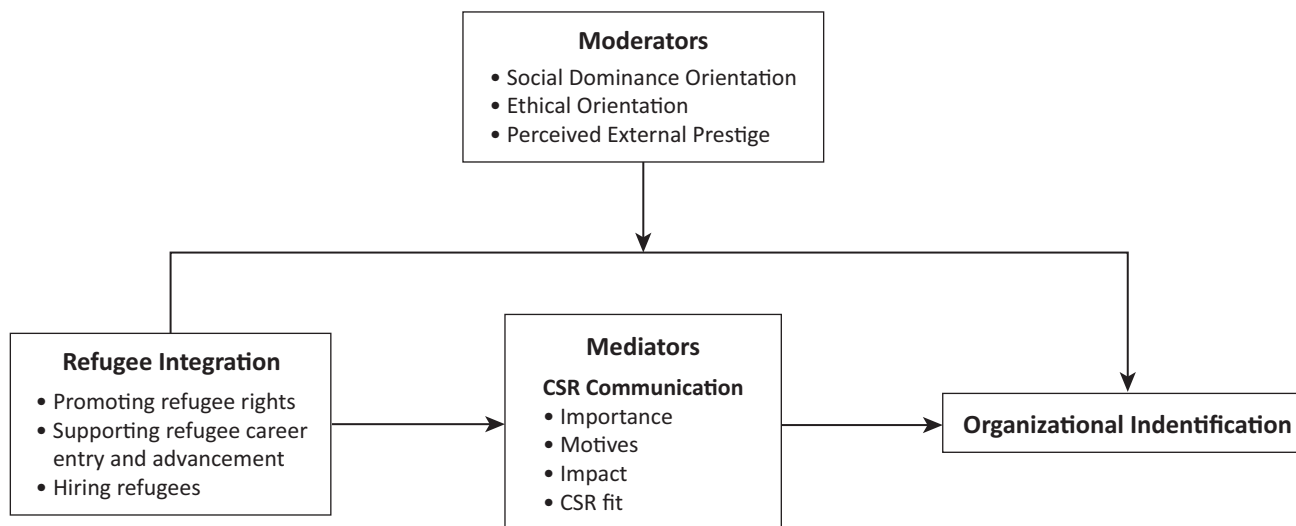 Moderators
• Social Dominance Orientation
• Ethical Orientation
• Perceived External Prestige
Refugee Integration
• Promoting refugee rights
• Supporting refugee career
entry and advancement
• Hiring refugees
Mediators
CSR Communication
• Importance
• Motives
• Impact
• CSR fit
Organizational Indentification